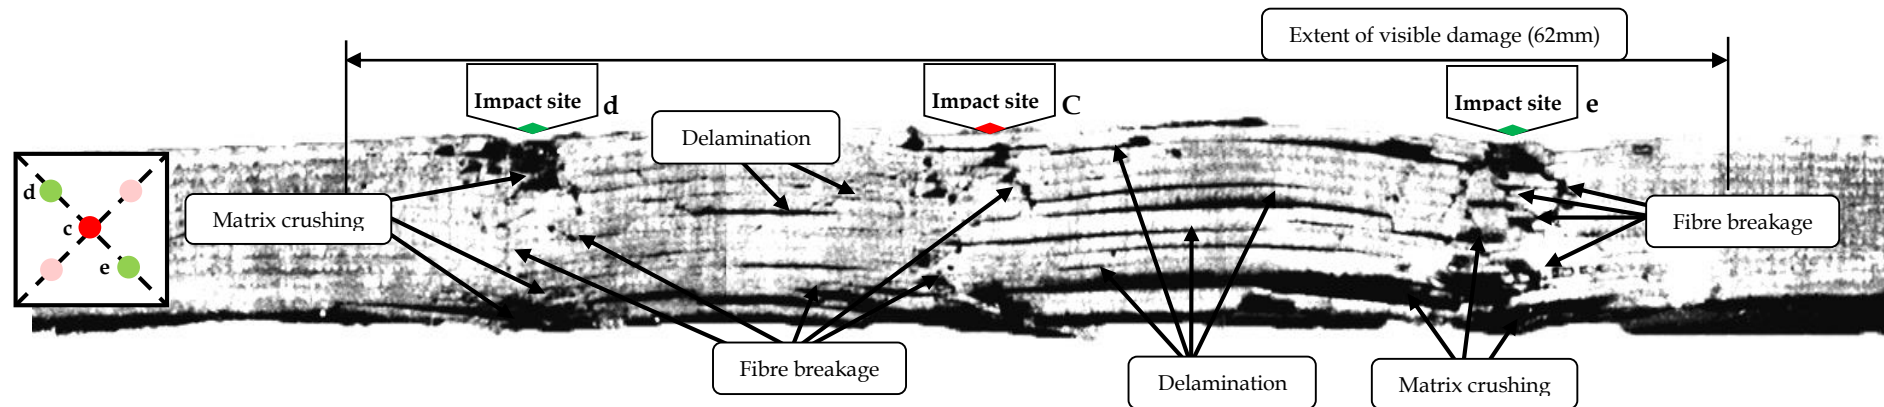 Extent of visible damage (62mm)
Impact site d
Impact site C
Impact site e
Delamination
d
c
e
Matrix crushing
Fibre breakage
Fibre breakage
Delamination
Matrix crushing